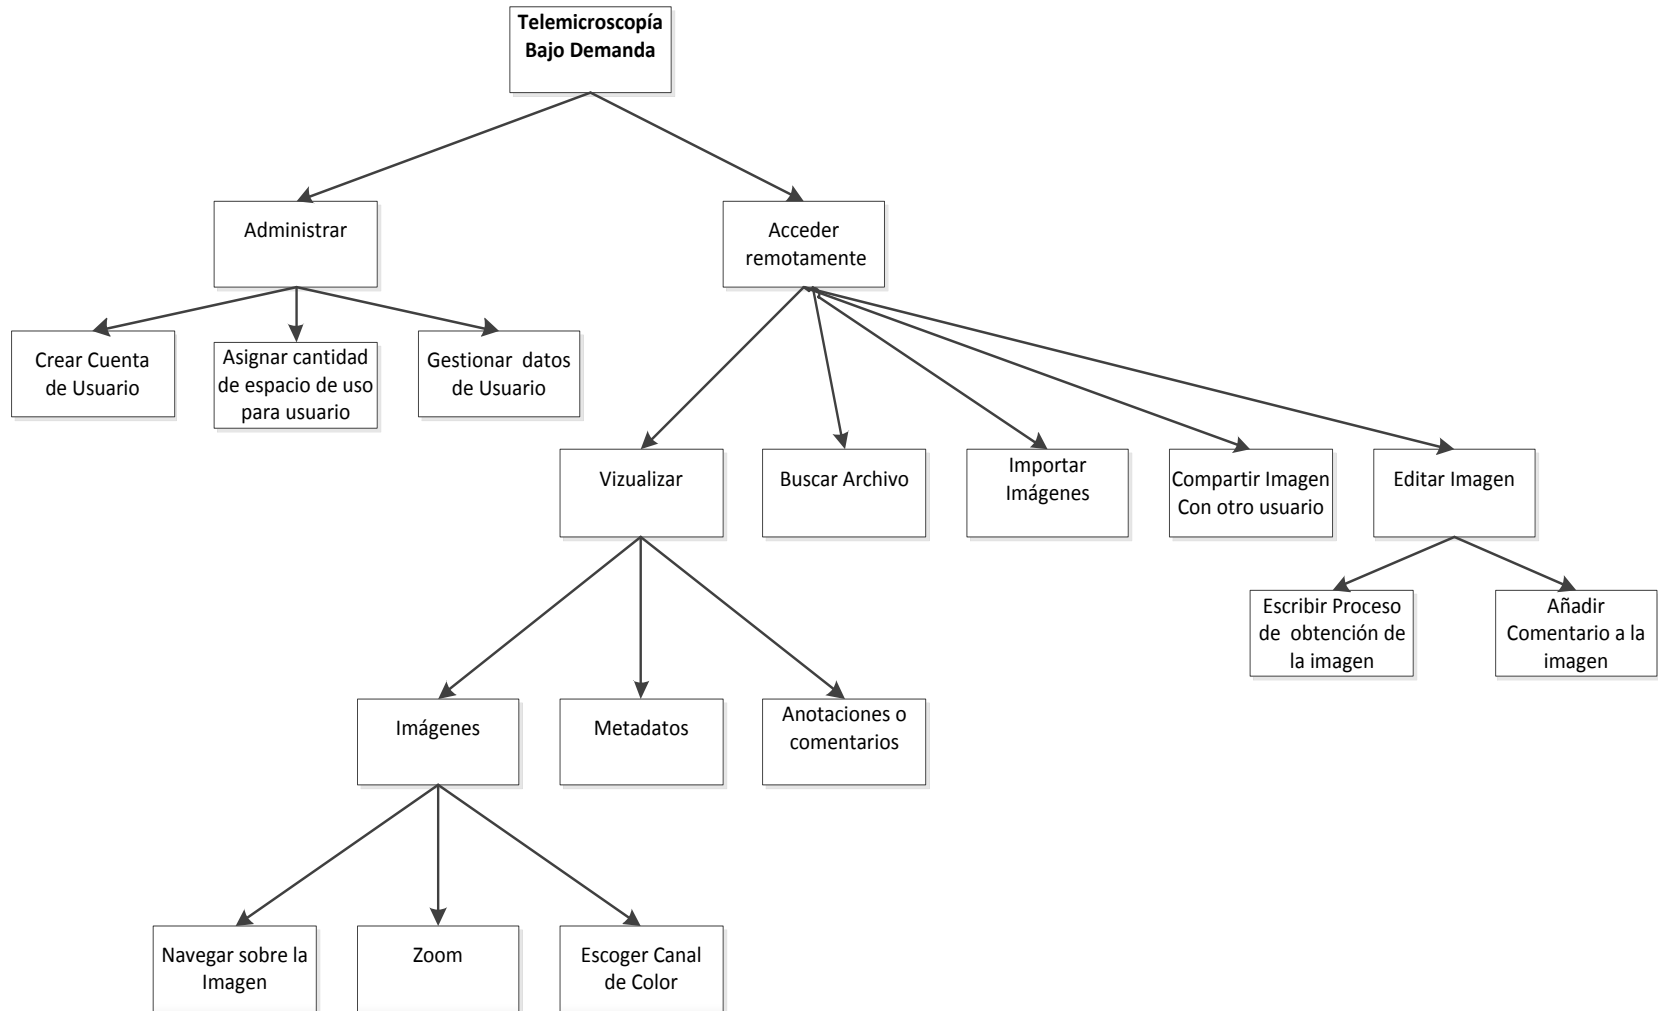 Telemicroscopía
Bajo Demanda
Administrar
Acceder
remotamente
Crear Cuenta
de Usuario
Asignar cantidad
de espacio de uso
para usuario
Gestionar datos
de Usuario
Vizualizar
Buscar Archivo
Importar
Imágenes
Compartir Imagen
Con otro usuario
Editar Imagen
Escribir Proceso
de obtención de
la imagen
Añadir
Comentario a la
imagen
Imágenes
Metadatos
Anotaciones o
comentarios
Navegar sobre la
Imagen
Zoom
Escoger Canal
de Color